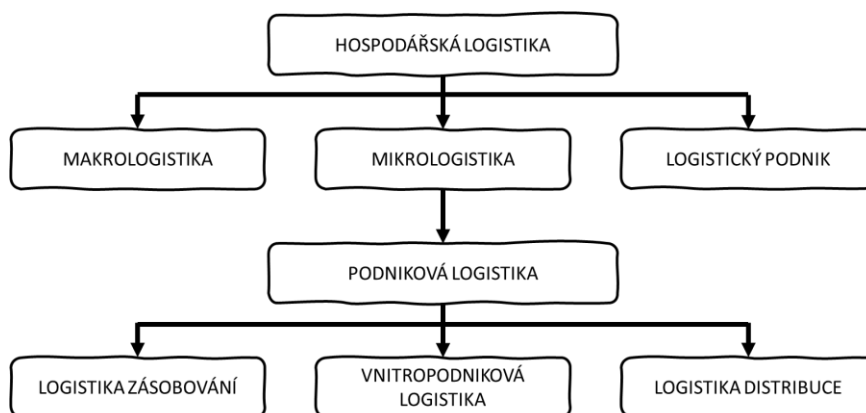 HOSPODÁŘSKÁ LOGISTIKA
MAKROLOGISTIKA
MIKROLOGISTIKA
LOGISTICKÝ PODNIK
PODNIKOVÁ LOGISTIKA
LOGISTIKA ZÁSOBOVÁNÍ
VNITROPODNIKOVÁ
LOGISTIKA
LOGISTIKA DISTRIBUCE